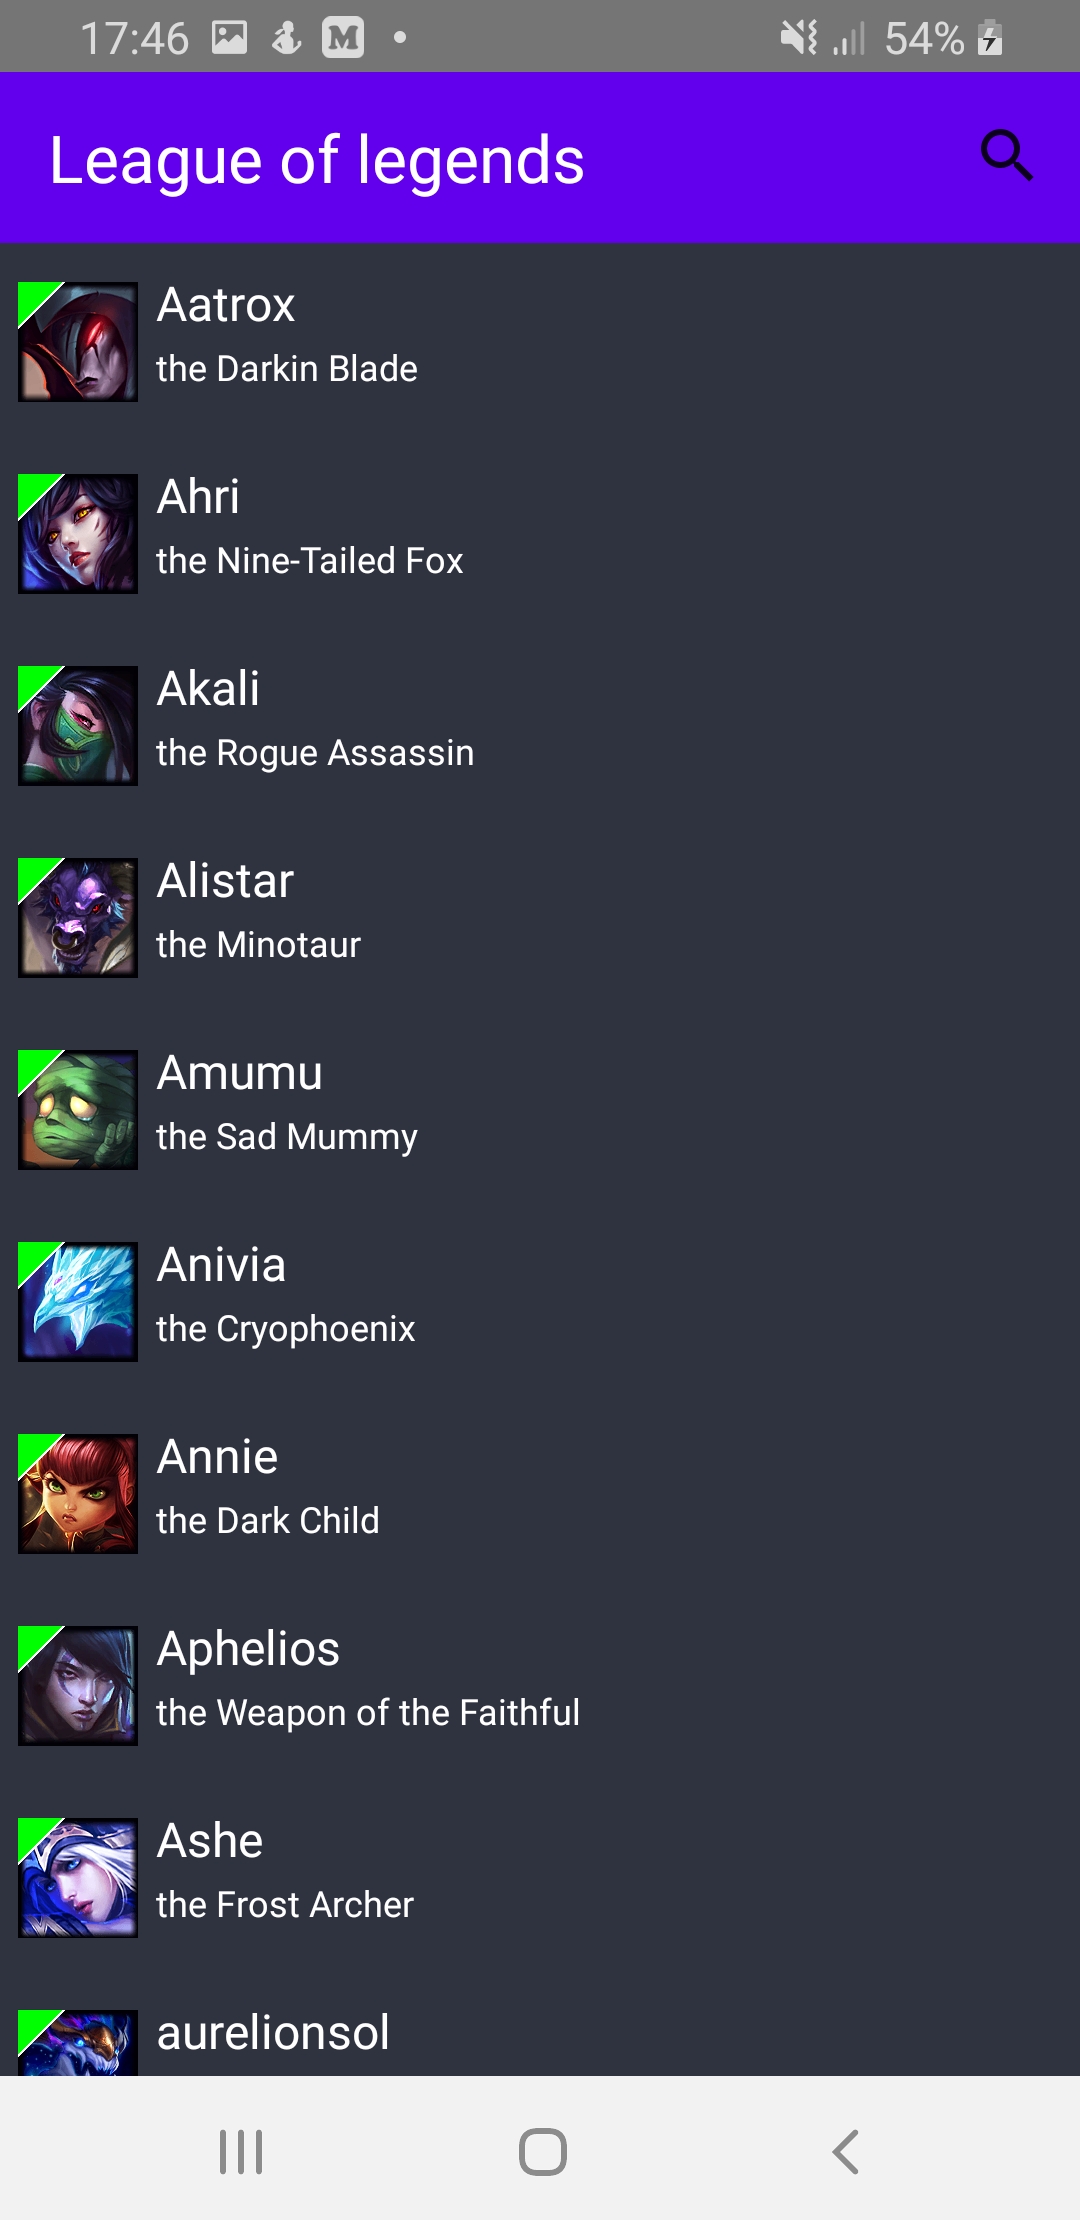 17:46 M 54%
League of legends
Aatrox
the Darkin Blade
Ahri
the Nine-Tailed Fox
Akali
the Rogue Assassin
Alistar
the Minotaur
Amumu
the Sad Mummy
Anivia
the Cryophoenix
Annie
the Dark Child
Aphelios
the Weapon of the Faithful
Ashe
the Frost Archer
aurelionsol